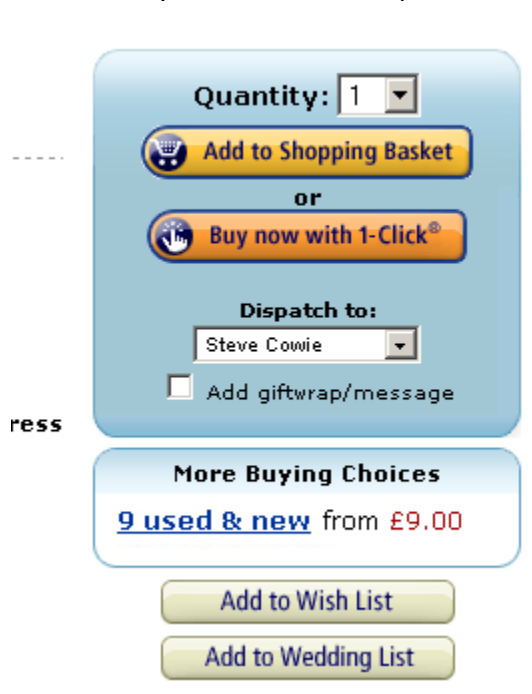 Quantity: 1
Add to Shopping Basket
or
Buy now with 1-Click®
Dispatch to:
Steve Cowie
Add giftwrap/message
ress
More Buying Choices
9 used & new from £9.00
Add to Wish List
Add to Wedding List